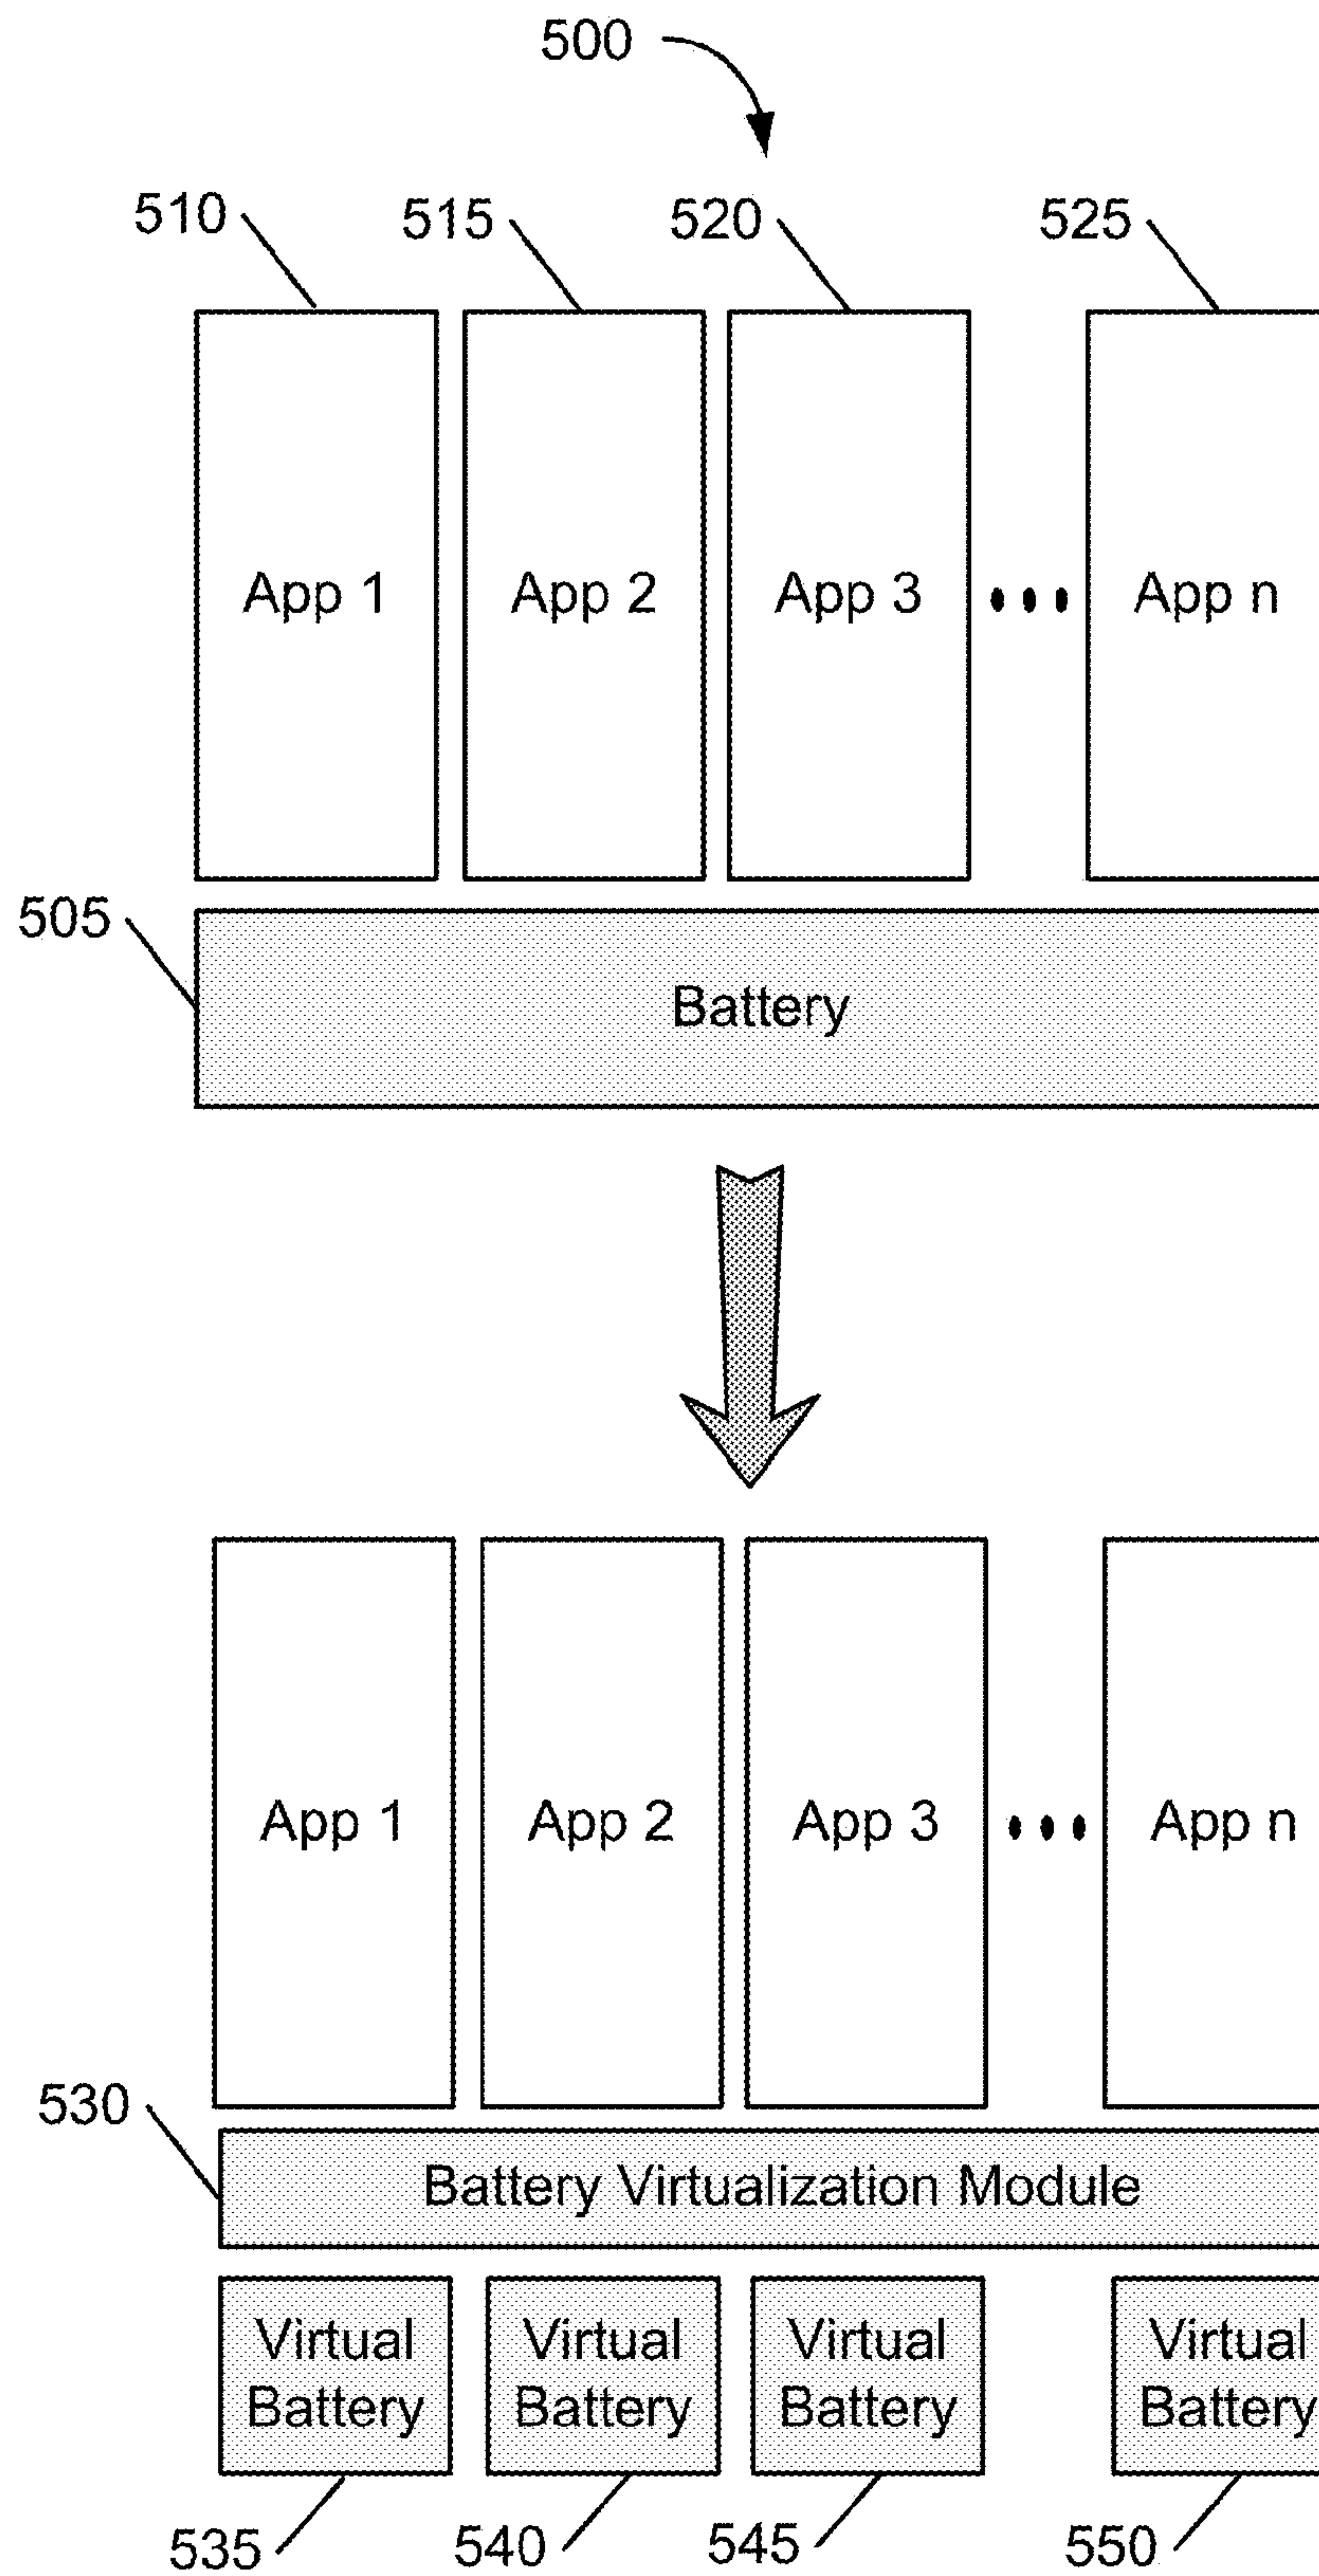 500
510 515 520 525
App 1 App 2 App 3 ••• App n
505
Battery
App 1 App 2 App 3 ••• App n
530
Battery Virtualization Module
Virtual Virtual Virtual Virtual
Battery Battery Battery Battery
535 540 545 550